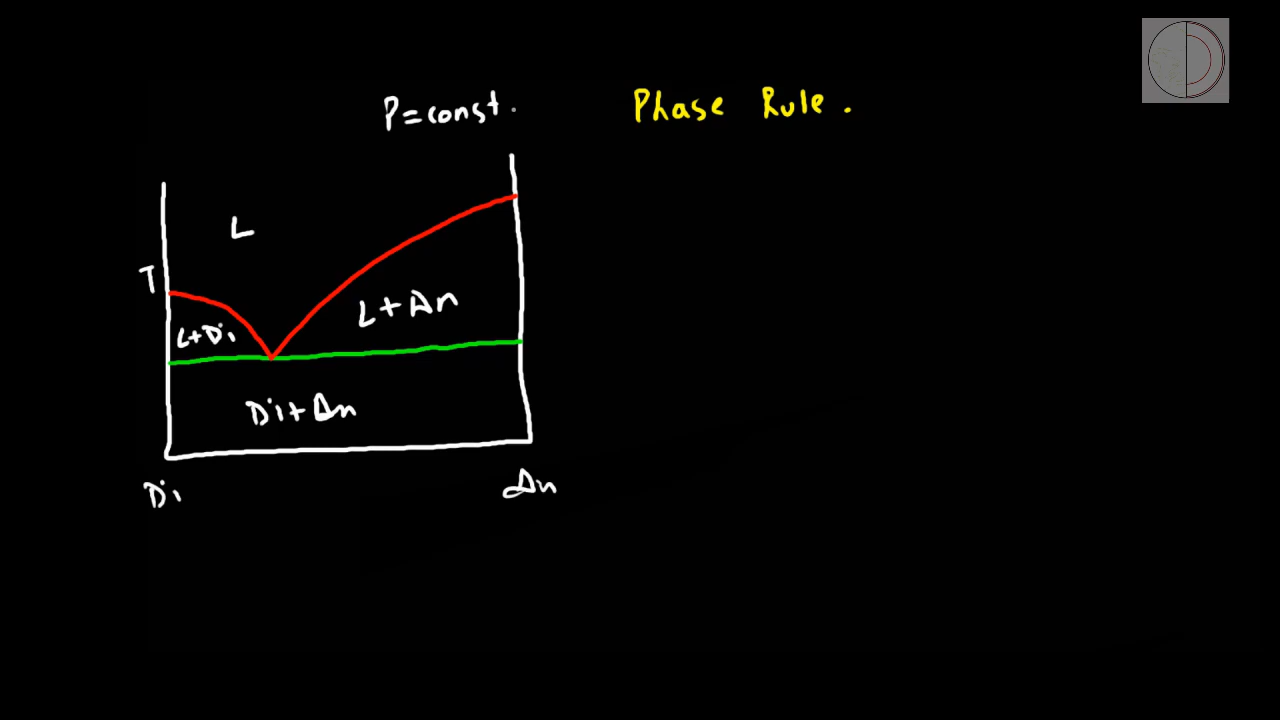 P=const.
Phase Rule.
L
T
L+An
L+Di
Di+An
Di
An